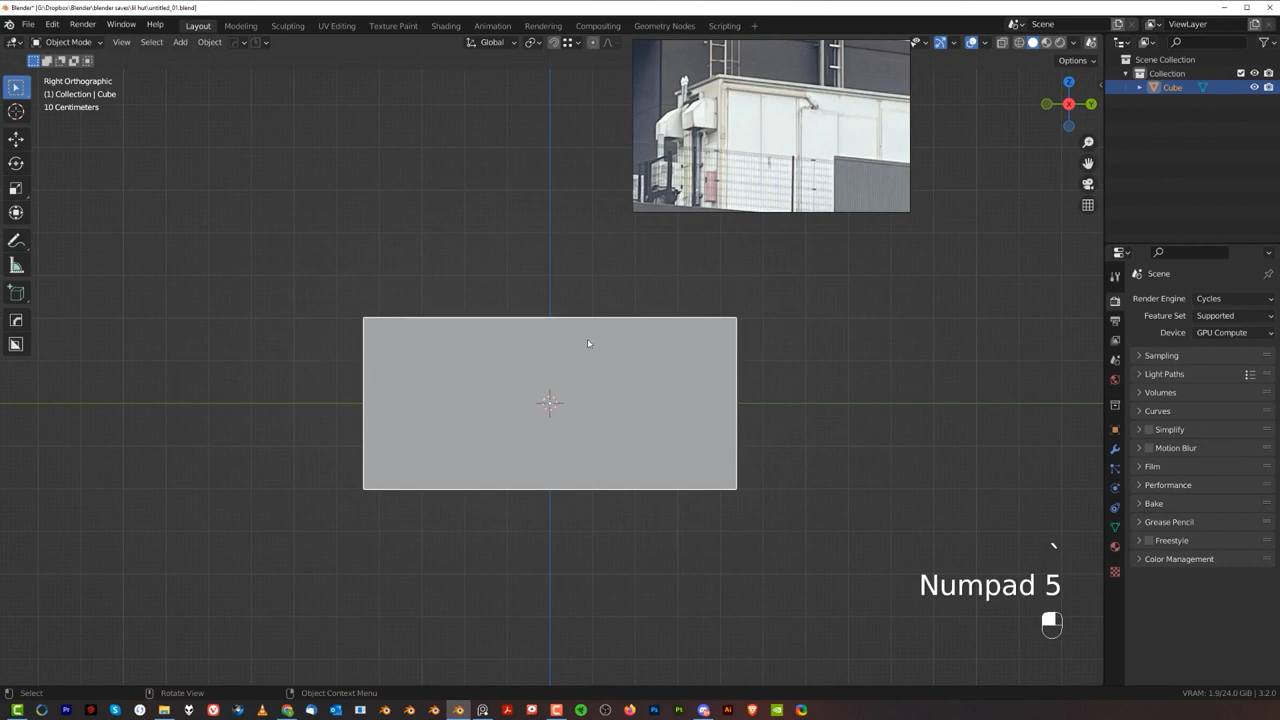 Blender* [G:\Dropbox\Blender\blender saves\lil hut\untitled_01.blend]
File Edit Render Window Help Layout Modeling Sculpting UV Editing Texture Paint Shading Animation Rendering Compositing Geometry Nodes Scripting + Scene ViewLayer
Object Mode View Select Add Object Global
Options
Right Orthographic
(1) Collection | Cube
10 Centimeters
Z
X
Y
Scene Collection
Collection
Cube
Scene
Render Engine Cycles
Feature Set Supported
Device GPU Compute
Sampling
Light Paths
Volumes
Curves
Simplify
Motion Blur
Film
Performance
Bake
Grease Pencil
Freestyle
Color Management
`
Numpad 5
Select Rotate View Object Context Menu VRAM: 1.9/24.0 GiB | 3.2.0